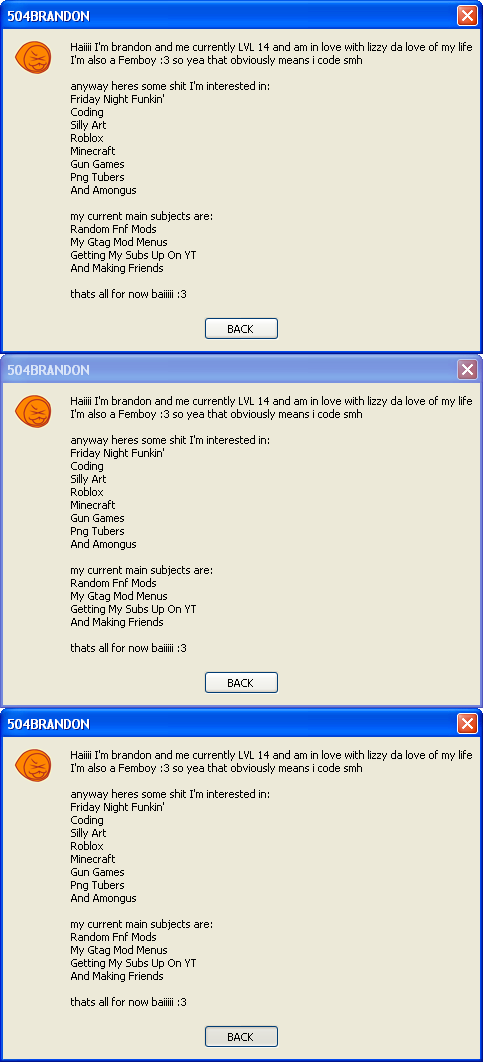 504BRANDON
Haiiii I'm brandon and me currently LVL 14 and am in love with lizzy da love of my life
I'm also a Femboy :3 so yea that obviously means i code smh
anyway heres some shit I'm interested in:
Friday Night Funkin'
Coding
Silly Art
Roblox
Minecraft
Gun Games
Png Tubers
And Amongus
my current main subjects are:
Random Fnf Mods
My Gtag Mod Menus
Getting My Subs Up On YT
And Making Friends
thats all for now baiiiii :3
BACK
504BRANDON
Haiiii I'm brandon and me currently LVL 14 and am in love with lizzy da love of my life
I'm also a Femboy :3 so yea that obviously means i code smh
anyway heres some shit I'm interested in:
Friday Night Funkin'
Coding
Silly Art
Roblox
Minecraft
Gun Games
Png Tubers
And Amongus
my current main subjects are:
Random Fnf Mods
My Gtag Mod Menus
Getting My Subs Up On YT
And Making Friends
thats all for now baiiiii :3
BACK
504BRANDON
Haiiii I'm brandon and me currently LVL 14 and am in love with lizzy da love of my life
I'm also a Femboy :3 so yea that obviously means i code smh
anyway heres some shit I'm interested in:
Friday Night Funkin'
Coding
Silly Art
Roblox
Minecraft
Gun Games
Png Tubers
And Amongus
my current main subjects are:
Random Fnf Mods
My Gtag Mod Menus
Getting My Subs Up On YT
And Making Friends
thats all for now baiiiii :3
BACK